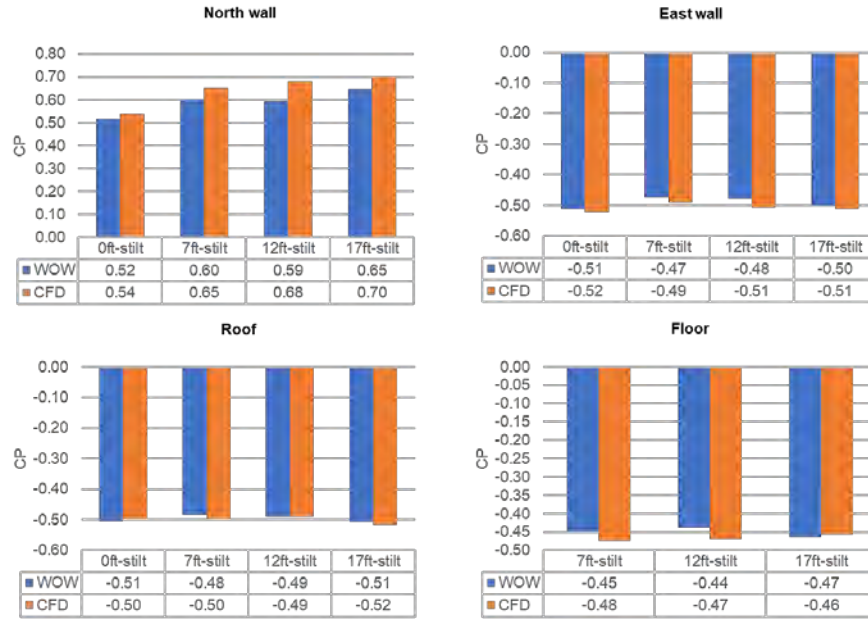 North wall
0.80
0.70
0.60
0.50
0.40
0.30
0.20
0.10
0.00
CP
0ft-stilt 7ft-stilt 12ft-stilt 17ft-stilt
WOW 0.52 0.60 0.59 0.65
CFD 0.54 0.65 0.68 0.70
East wall
0.00
-0.10
-0.20
-0.30
-0.40
-0.50
-0.60
CP
0ft-stilt 7ft-stilt 12ft-stilt 17ft-stilt
WOW -0.51 -0.47 -0.48 -0.50
CFD -0.52 -0.49 -0.51 -0.51
Roof
0.00
-0.10
-0.20
-0.30
-0.40
-0.50
-0.60
CP
0ft-stilt 7ft-stilt 12ft-stilt 17ft-stilt
WOW -0.51 -0.48 -0.49 -0.51
CFD -0.50 -0.50 -0.49 -0.52
Floor
0.00
-0.05
-0.10
-0.15
-0.20
-0.25
-0.30
-0.35
-0.40
-0.45
-0.50
CP
7ft-stilt 12ft-stilt 17ft-stilt
WOW -0.45 -0.44 -0.47
CFD -0.48 -0.47 -0.46